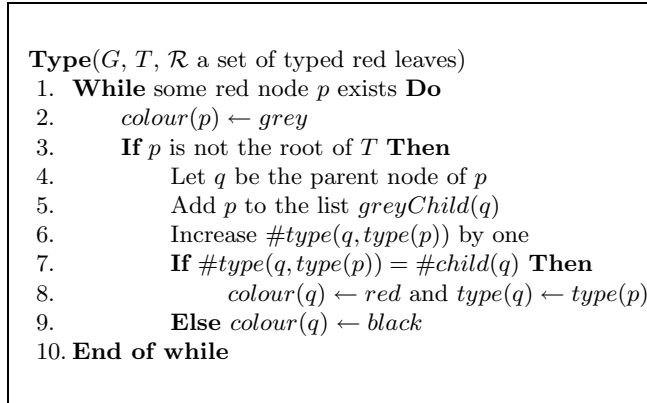 Type(G, T, R a set of typed red leaves)
1. While some red node p exists Do
2. colour(p) ← grey
3. If p is not the root of T Then
4. Let q be the parent node of p
5. Add p to the list greyChild(q)
6. Increase #type(q, type(p)) by one
7. If #type(q, type(p)) = #child(q) Then
8. colour(q) ← red and type(q) ← type(p)
9. Else colour(q) ← black
10. End of while